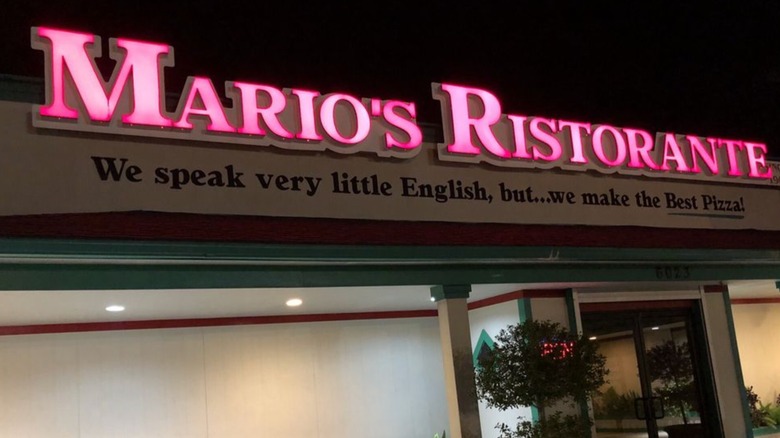 MARIO'S RISTORANTE
We speak very little English, but...we make the Best Pizza!